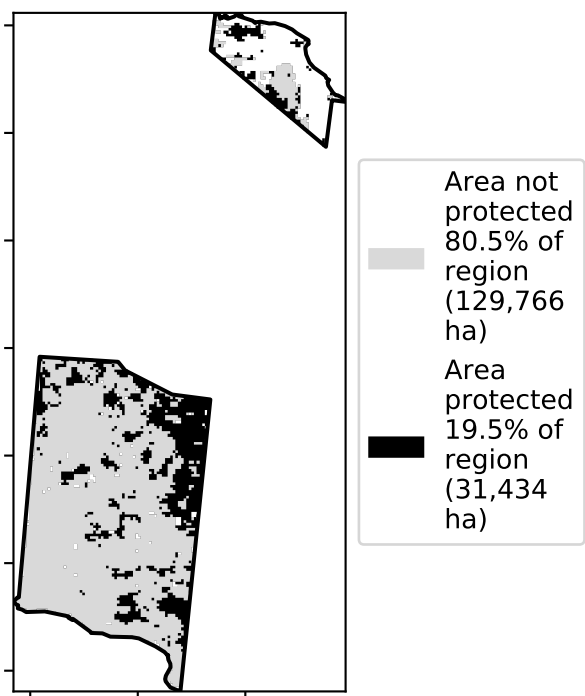 Area not
protected
80.5% of
region
(129,766
ha)
Area
protected
19.5% of
region
(31,434
ha)